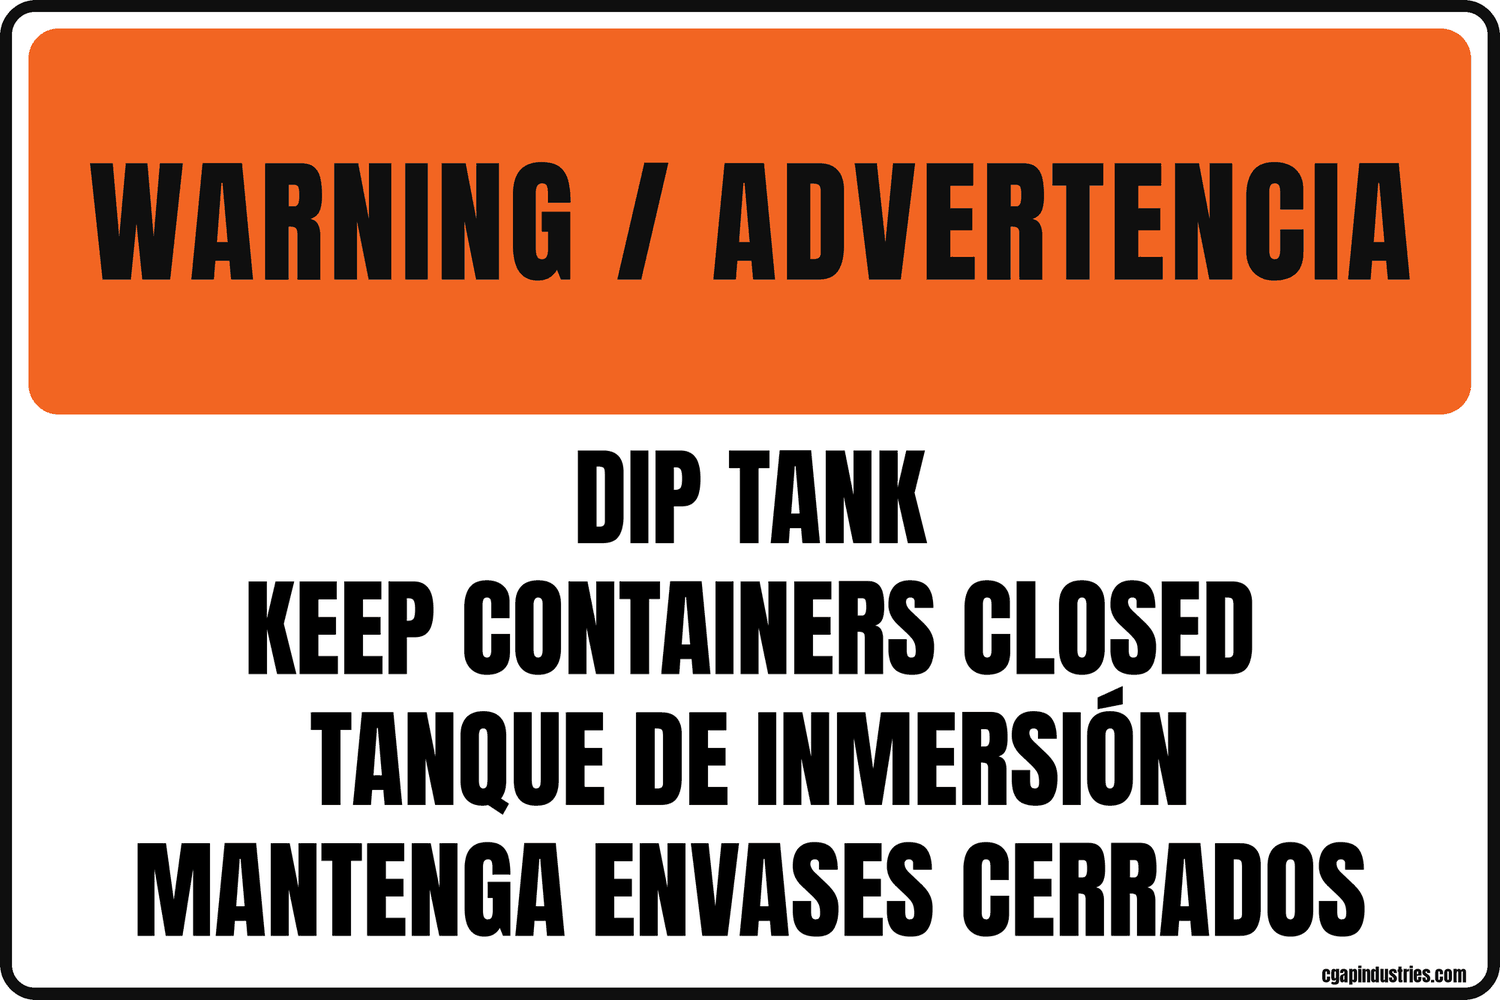 WARNING / ADVERTENCIA
DIP TANK
KEEP CONTAINERS CLOSED
TANQUE DE INMERSIÓN
MANTENGA ENVASES CERRADOS
cgapindustries.com